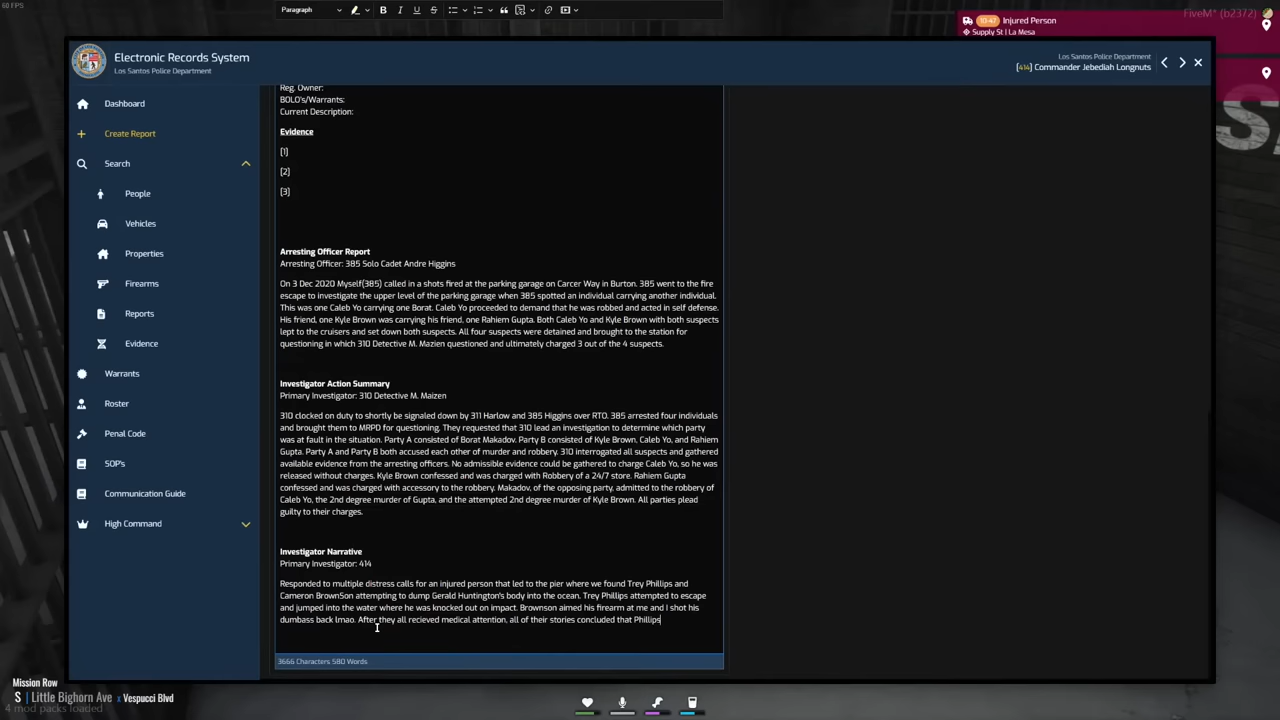 60 FPS
FiveM* (b2372)
Paragraph
B I U S
10-47 Injured Person
Supply St | La Mesa
Electronic Records System
Los Santos Police Department
Los Santos Police Department
[414] Commander Jebediah Longnuts
Dashboard
Create Report
Search
People
Vehicles
Properties
Firearms
Reports
Evidence
Warrants
Roster
Penal Code
SOP's
Communication Guide
High Command
Reg. Owner:
BOLO's/Warrants:
Current Description:
Evidence
[1]
[2]
[3]
Arresting Officer Report
Arresting Officer: 385 Solo Cadet Andre Higgins
On 3 Dec 2020 Myself(385) called in a shots fired at the parking garage on Carcer Way in Burton. 385 went to the fire
escape to investigate the upper level of the parking garage when 385 spotted an individual carrying another individual.
This was one Caleb Yo carrying one Borat. Caleb Yo proceeded to demand that he was robbed and acted in self defense.
His friend, one Kyle Brown was carrying his friend, one Rahiem Gupta. Both Caleb Yo and Kyle Brown with both suspects
lept to the cruisers and set down both suspects. All four suspects were detained and brought to the station for
questioning in which 310 Detective M. Mazien questioned and ultimately charged 3 out of the 4 suspects.
Investigator Action Summary
Primary Investigator: 310 Detective M. Maizen
310 clocked on duty to shortly be signaled down by 311 Harlow and 385 Higgins over RTO. 385 arrested four individuals
and brought them to MRPD for questioning. They requested that 310 lead an investigation to determine which party
was at fault in the situation. Party A consisted of Borat Makadov. Party B consisted of Kyle Brown, Caleb Yo, and Rahiem
Gupta. Party A and Party B both accused each other of murder and robbery. 310 interrogated all suspects and gathered
available evidence from the arresting officers. No admissible evidence could be gathered to charge Caleb Yo, so he was
released without charges. Kyle Brown confessed and was charged with Robbery of a 24/7 store. Rahiem Gupta
confessed and was charged with accessory to the robbery. Makadov, of the opposing party, admitted to the robbery of
Caleb Yo, the 2nd degree murder of Gupta, and the attempted 2nd degree murder of Kyle Brown. All parties plead
guilty to their charges.
Investigator Narrative
Primary Investigator: 414
Responded to multiple distress calls for an injured person that led to the pier where we found Trey Phillips and
Cameron BrownSon attempting to dump Gerald Huntington's body into the ocean. Trey Phillips attempted to escape
and jumped into the water where he was knocked out on impact. Brownson aimed his firearm at me and I shot his
dumbass back lmao. After they all recieved medical attention, all of their stories concluded that Phillips
3666 Characters 580 Words
Mission Row
S | Little Bighorn Ave x Vespucci Blvd
4 mod packs loaded